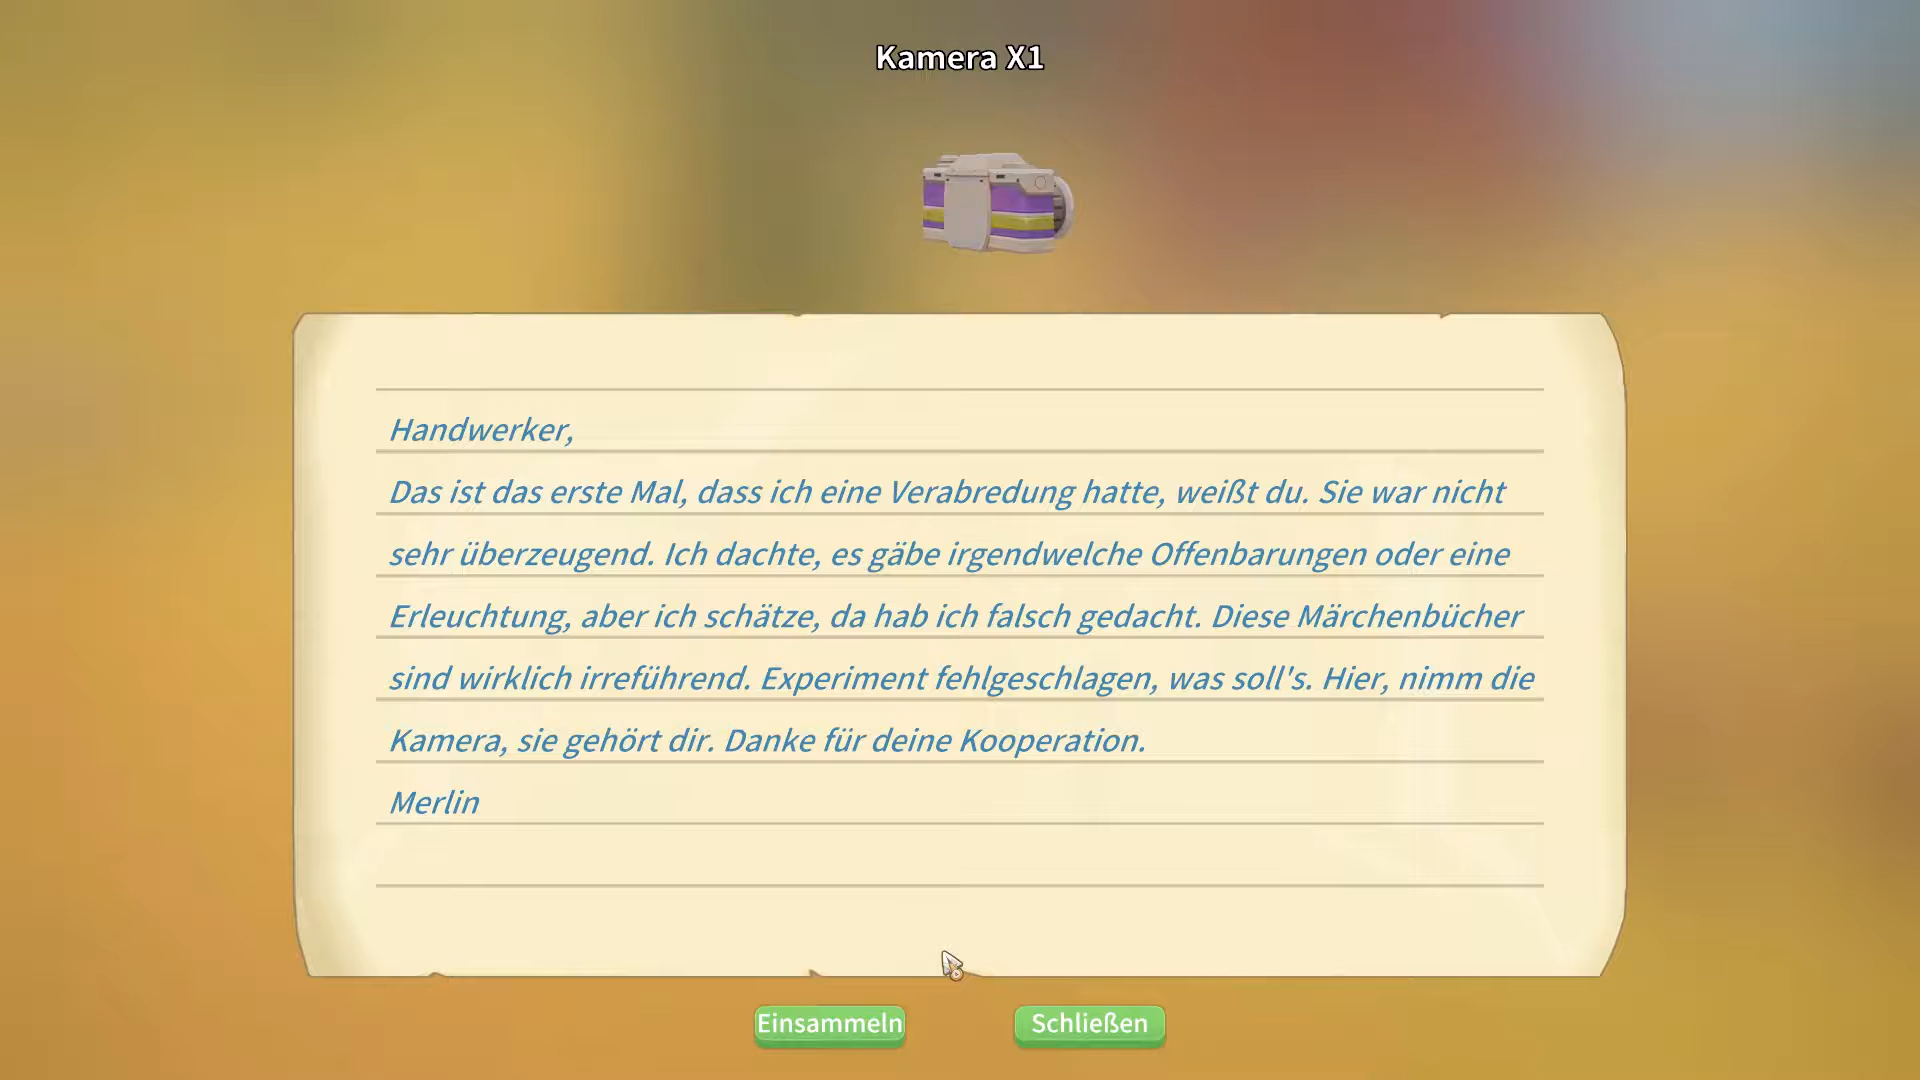 Kamera X1
Handwerker,
Das ist das erste Mal, dass ich eine Verabredung hatte, weißt du. Sie war nicht
sehr überzeugend. Ich dachte, es gäbe irgendwelche Offenbarungen oder eine
Erleuchtung, aber ich schätze, da hab ich falsch gedacht. Diese Märchenbücher
sind wirklich irreführend. Experiment fehlgeschlagen, was soll's. Hier, nimm die
Kamera, sie gehört dir. Danke für deine Kooperation.
Merlin
Einsammeln
Schließen